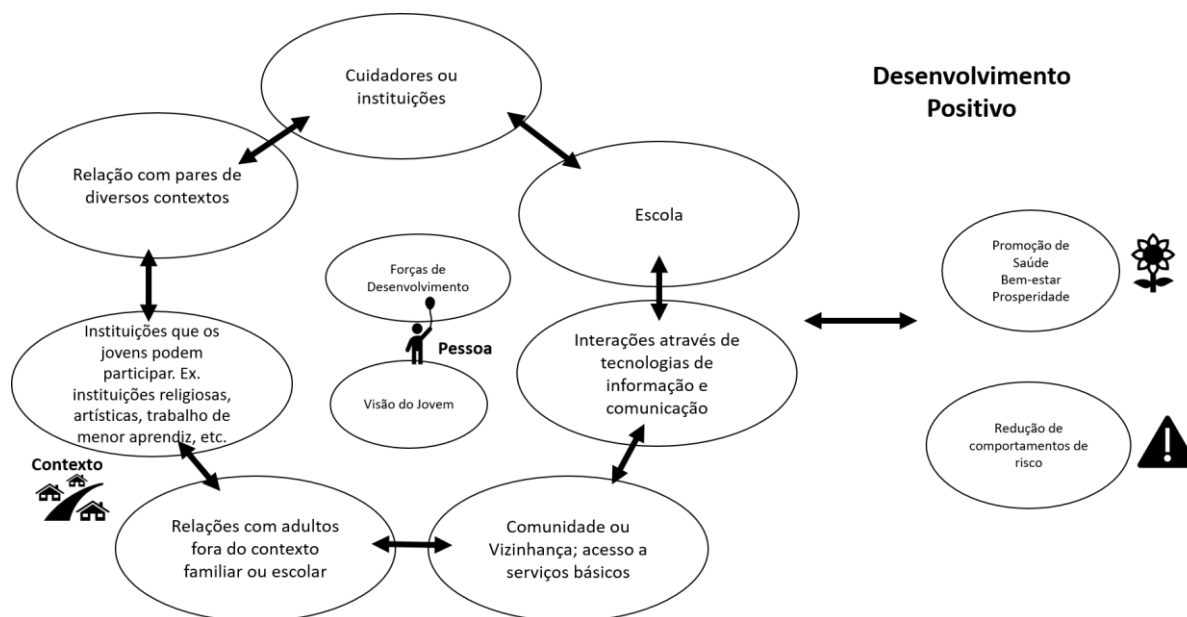 Cuidadores ou
instituições
Desenvolvimento
Positivo
Relação com pares de
diversos contextos
Escola
Promoção de
Saúde
Bem-estar
Prosperidade
Forças de
Desenvolvimento
Pessoa
Visão do Jovem
Instituições que os
jovens podem
participar. Ex.
instituições religiosas,
artísticas, trabalho de
menor aprendiz, etc.
Interações através de
tecnologias de
informação e
comunicação
Redução de
comportamentos de
risco
Contexto
Relações com adultos
fora do contexto
familiar ou escolar
Comunidade ou
Vizinhança; acesso a
serviços básicos